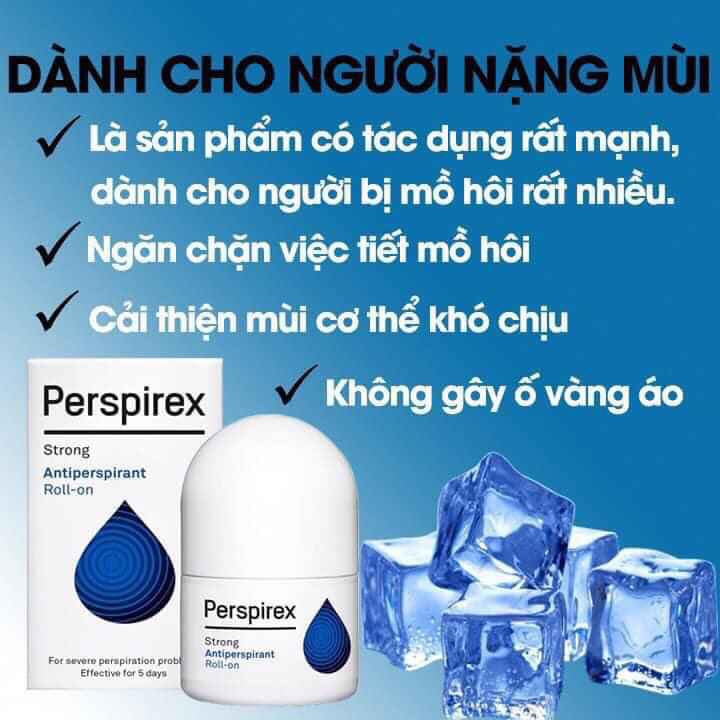 DÀNH CHO NGƯỜI NẶNG MÙI
Là sản phẩm có tác dụng rất mạnh,
dành cho người bị mồ hôi rất nhiều.
Ngăn chặn việc tiết mồ hôi
Cải thiện mùi cơ thể khó chịu
Không gây ố vàng áo
Perspirex
Strong
Antiperspirant
Roll-on
For severe perspiration prob
Effective for 5 days
Perspirex
Strong
Antiperspirant
Roll-on